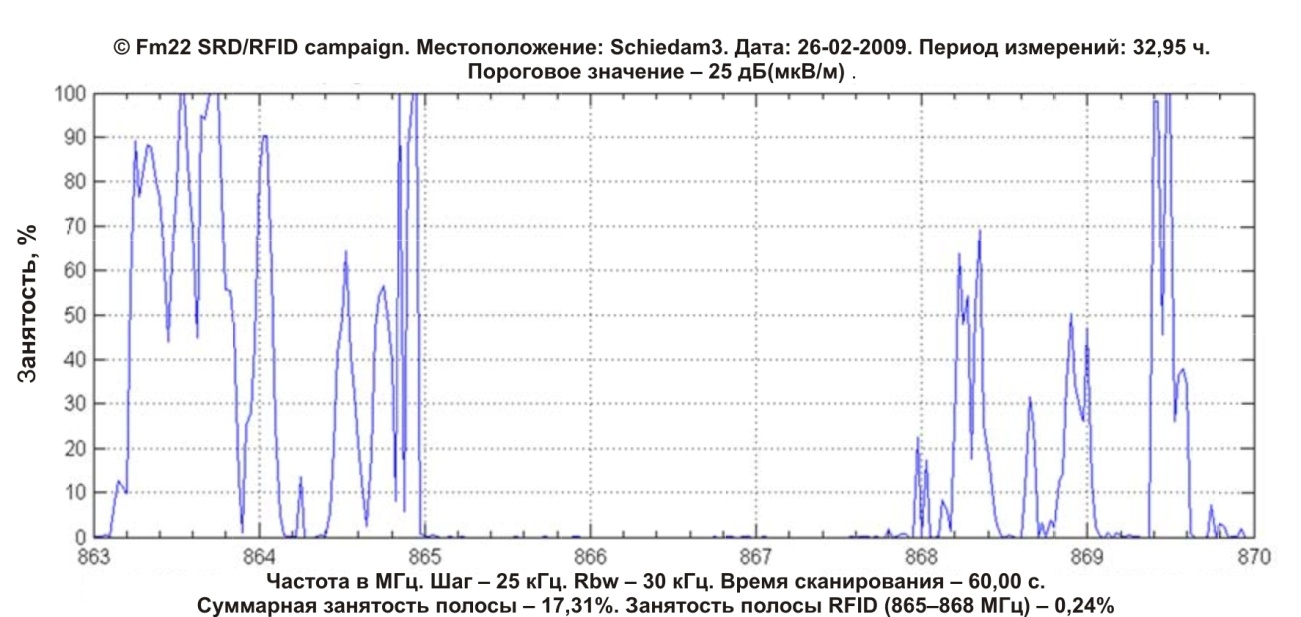 © Fm22 SRD/RFID campaign. Местоположение: Schiedam3. Дата: 26-02-2009. Период измерений: 32,95 ч.
Пороговое значение – 25 дБ(мкВ/м) .
100
90
80
70
60
50
40
30
20
10
0
Занятость, %
863 864 865 866 867 868 869 870
Частота в МГц. Шаг – 25 кГц. Rbw – 30 кГц. Время сканирования – 60,00 с.
Суммарная занятость полосы – 17,31%. Занятость полосы RFID (865–868 МГц) – 0,24%